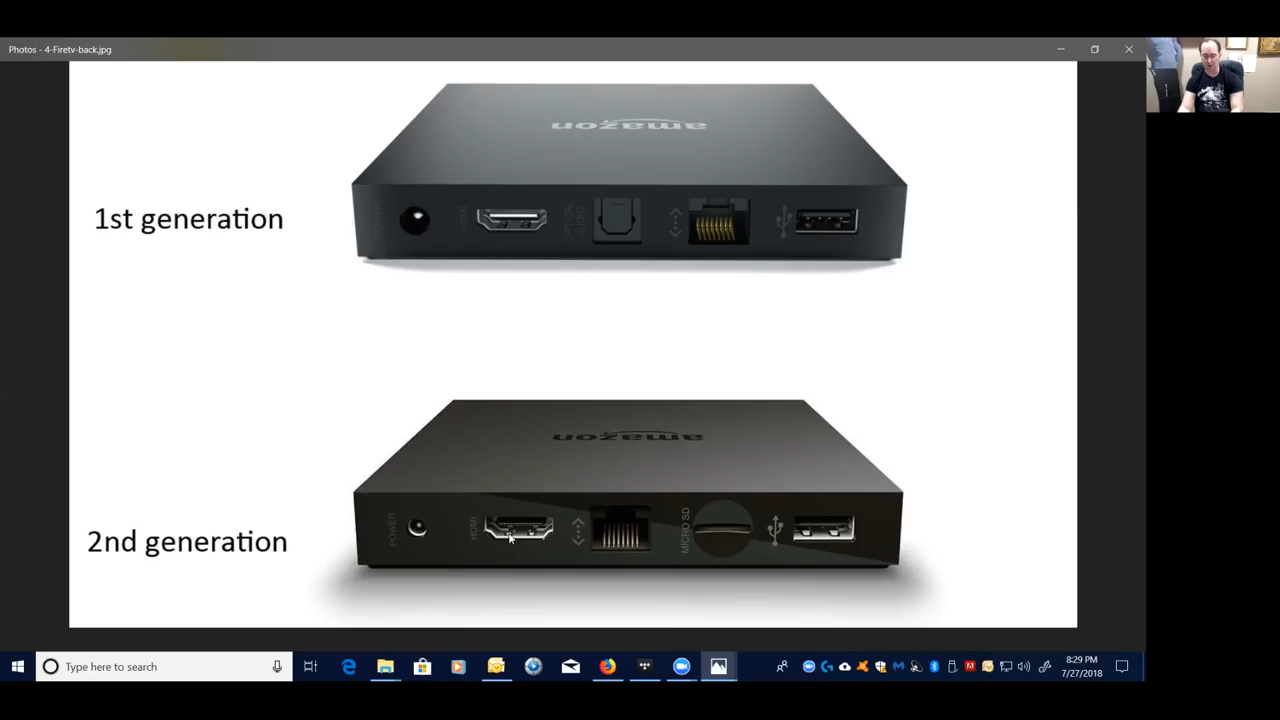 Photos - 4-Firetv-back.jpg
amazon
1st generation
POWER
HDMI
OPTICAL
AUDIO
amazon
2nd generation
POWER
HDMI
MICRO SD
Type here to search
8:29 PM
7/27/2018